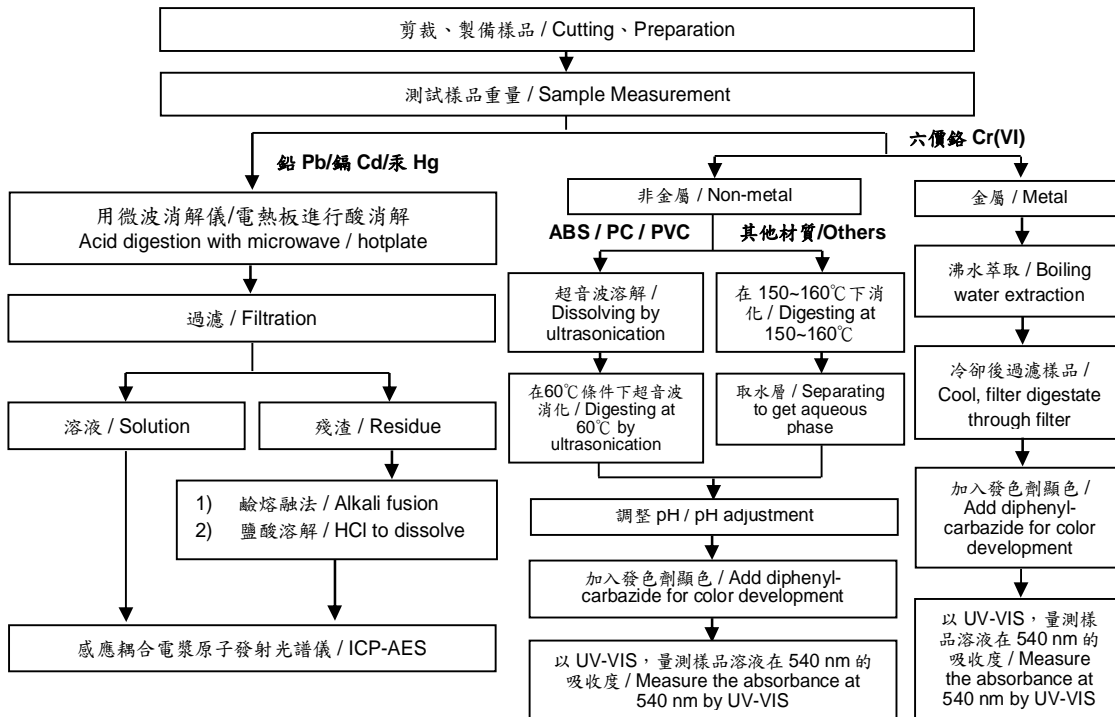 剪裁、製備樣品 / Cutting、Preparation
測試樣品重量 / Sample Measurement
鉛 Pb/鎘 Cd/汞 Hg
六價鉻 Cr(VI)
用微波消解儀/電熱板進行酸消解
Acid digestion with microwave / hotplate
過濾 / Filtration
溶液 / Solution
殘渣 / Residue
1) 鹼熔融法 / Alkali fusion
2) 鹽酸溶解 / HCl to dissolve
感應耦合電漿原子發射光譜儀 / ICP-AES
非金屬 / Non-metal
ABS / PC / PVC
其他材質/Others
超音波溶解 /
Dissolving by
ultrasonication
在60℃條件下超音波
消化 / Digesting at
60℃ by
ultrasonication
在 150~160℃下消
化 / Digesting at
150~160℃
取水層 / Separating
to get aqueous
phase
調整 pH / pH adjustment
加入發色劑顯色 / Add diphenyl-
carbazide for color development
以 UV-VIS，量測樣品溶液在 540 nm 的
吸收度 / Measure the absorbance at
540 nm by UV-VIS
金屬 / Metal
沸水萃取 / Boiling
water extraction
冷卻後過濾樣品 /
Cool, filter digestate
through filter
加入發色劑顯色 /
Add diphenyl-
carbazide for color
development
以 UV-VIS，量測樣
品溶液在 540 nm 的
吸收度 / Measure
the absorbance at
540 nm by UV-VIS